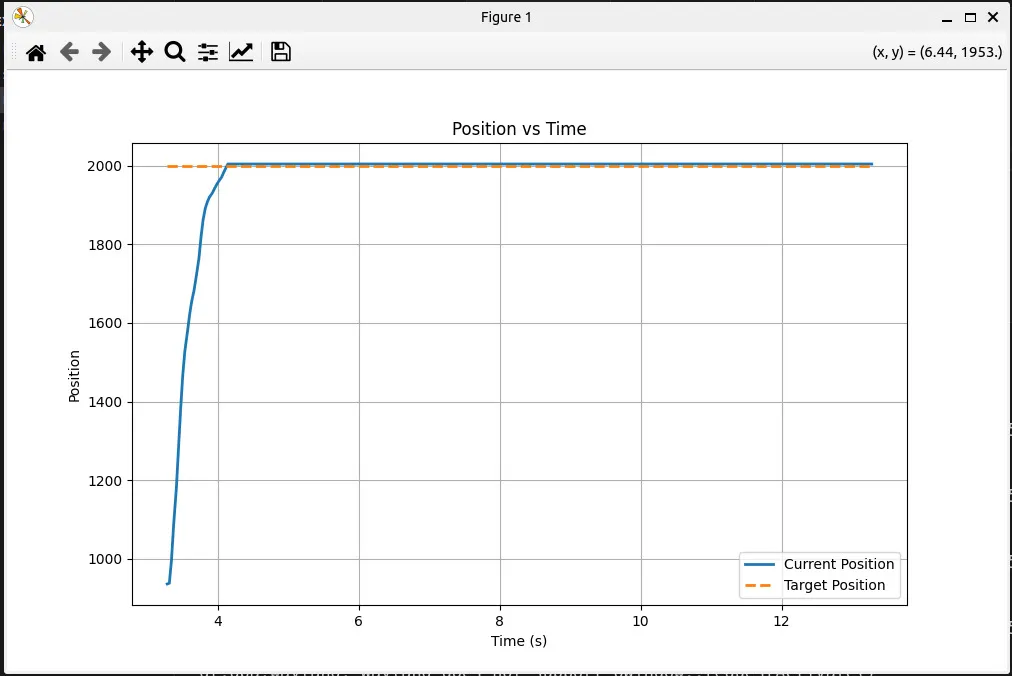 Figure 1
(x, y) = (6.44, 1953.)
Position vs Time
2000
1800
1600
1400
1200
1000
Position
4
6
8
10
12
Time (s)
Current Position
Target Position